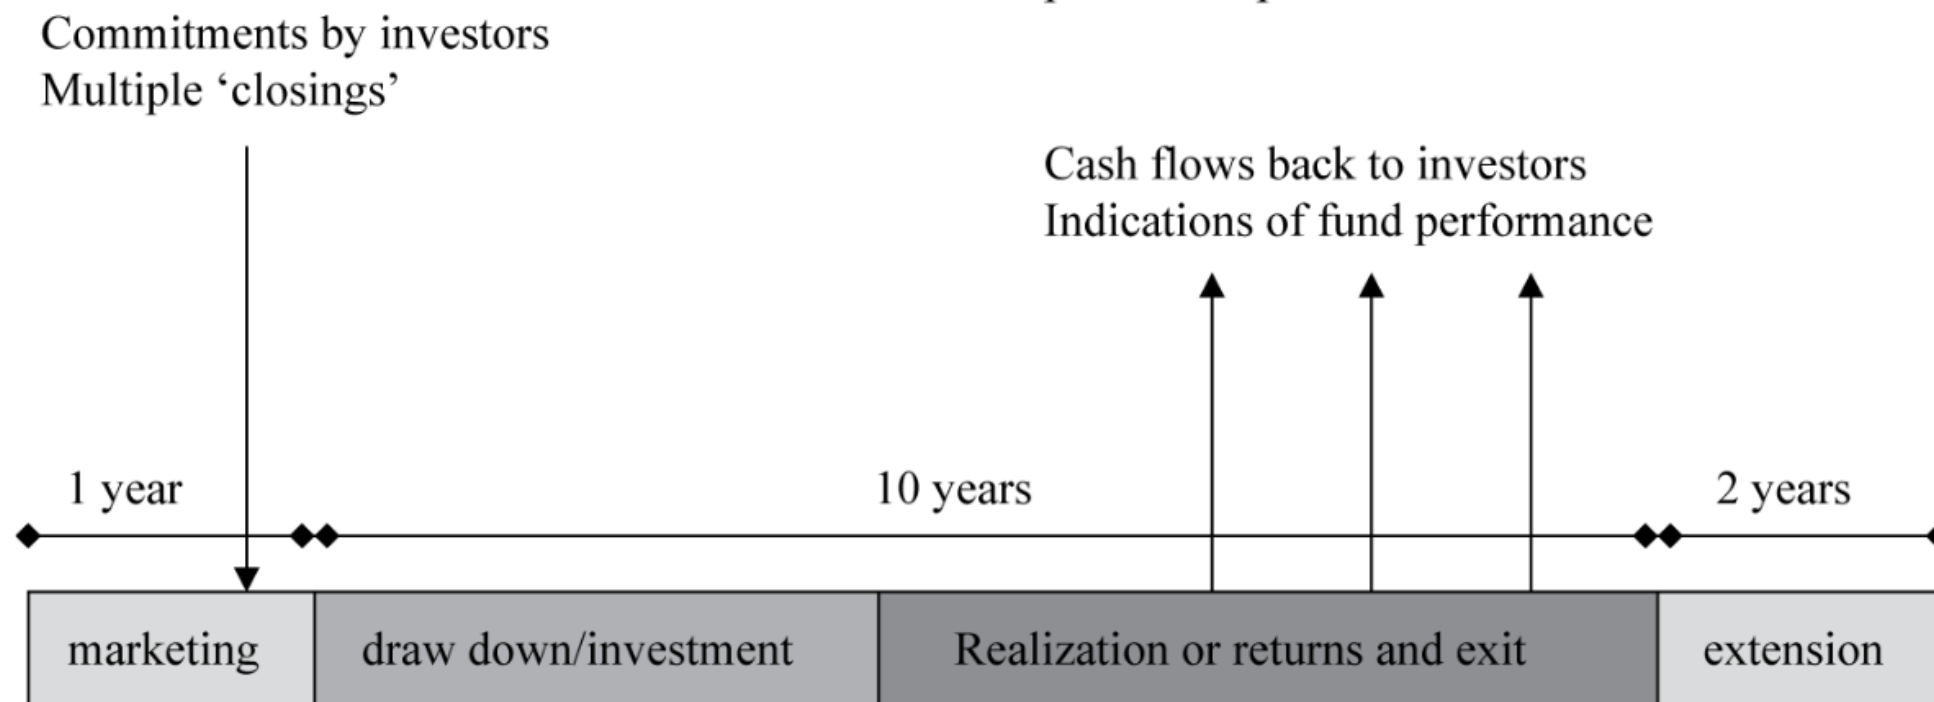 Commitments by investors
Multiple ‘closings’
Cash flows back to investors
Indications of fund performance
1 year
10 years
2 years
marketing
draw down/investment
Realization or returns and exit
extension